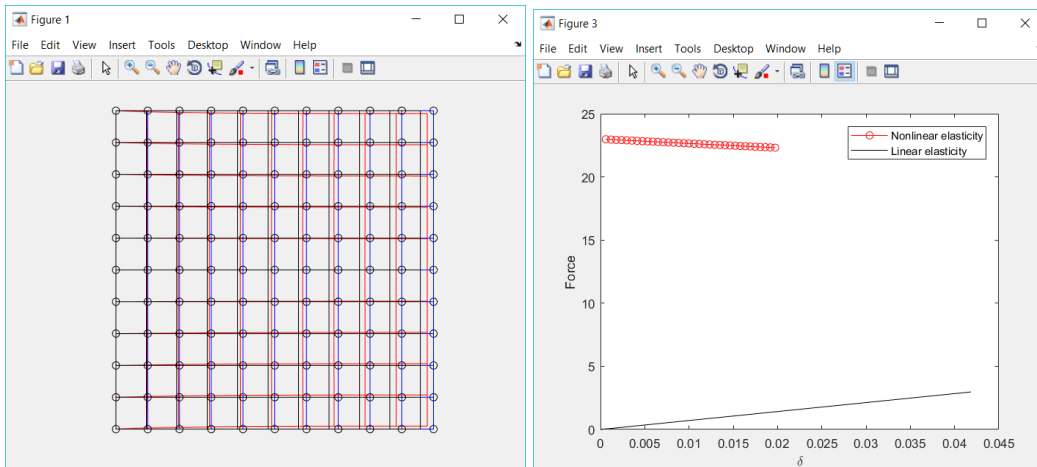 Figure 1
File Edit View Insert Tools Desktop Window Help
Figure 3
File Edit View Insert Tools Desktop Window Help
25
20
15
10
5
0
Force
Nonlinear elasticity
Linear elasticity
0 0.005 0.01 0.015 0.02 0.025 0.03 0.035 0.04 0.045
δ